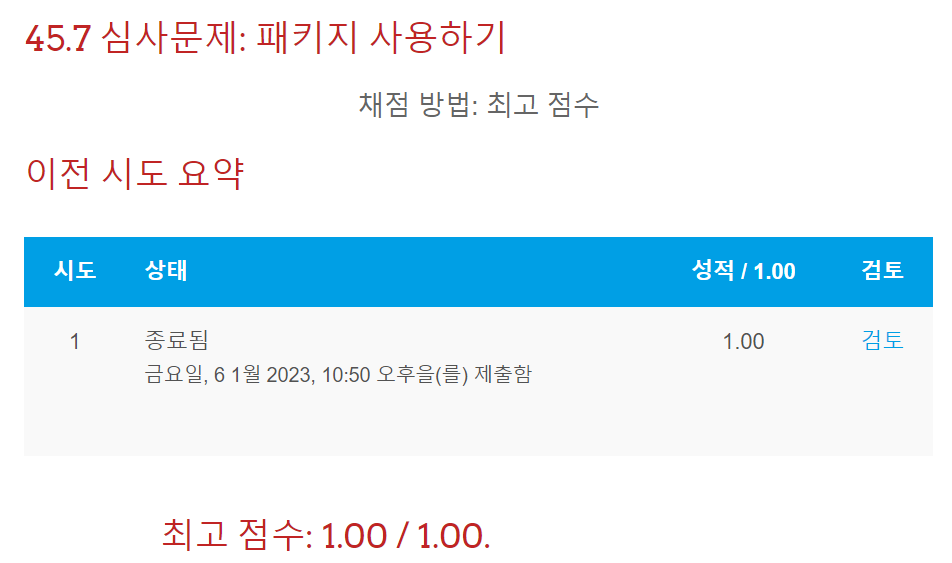 45.7 심사문제: 패키지 사용하기
채점 방법: 최고 점수
이전 시도 요약
시도 상태 성적 / 1.00 검토
1 종료됨 1.00 검토
금요일, 6 1월 2023, 10:50 오후을(를) 제출함
최고 점수: 1.00 / 1.00.